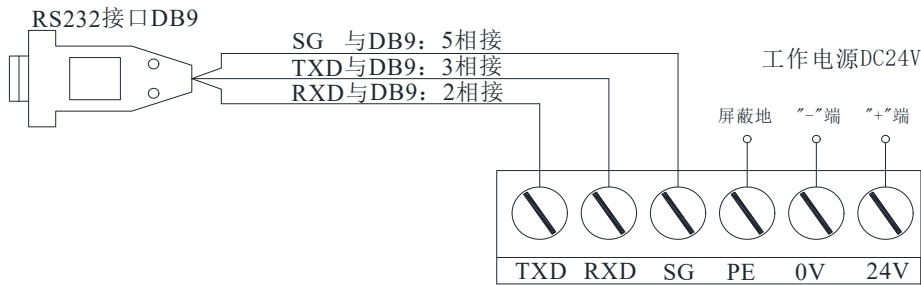 RS232接口DB9
SG 与DB9：5相接
TXD与DB9：3相接
RXD与DB9：2相接
工作电源DC24V
屏蔽地 "-"端 "+"端
TXD RXD SG PE 0V 24V